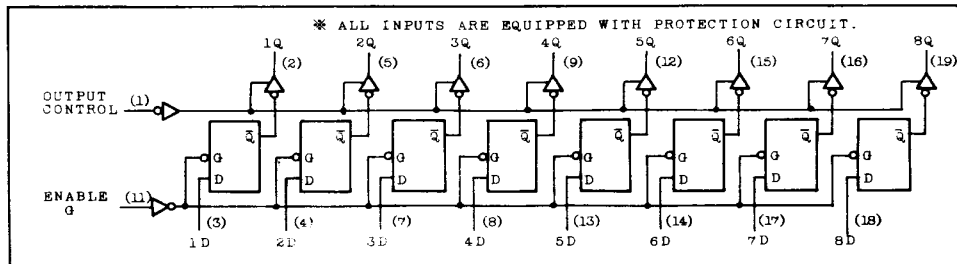 ※ ALL INPUTS ARE EQUIPPED WITH PROTECTION CIRCUIT.
1Q 2Q 3Q 4Q 5Q 6Q 7Q 8Q
(2) (5) (6) (9) (12) (15) (16) (19)
OUTPUT
CONTROL (1)
Q̅ Q̅ Q̅ Q̅ Q̅ Q̅ Q̅ Q̅
G G G G G G G G
D D D D D D D D
ENABLE
G (11)
(3) (4) (7) (8) (13) (14) (17) (18)
1D 2D 3D 4D 5D 6D 7D 8D